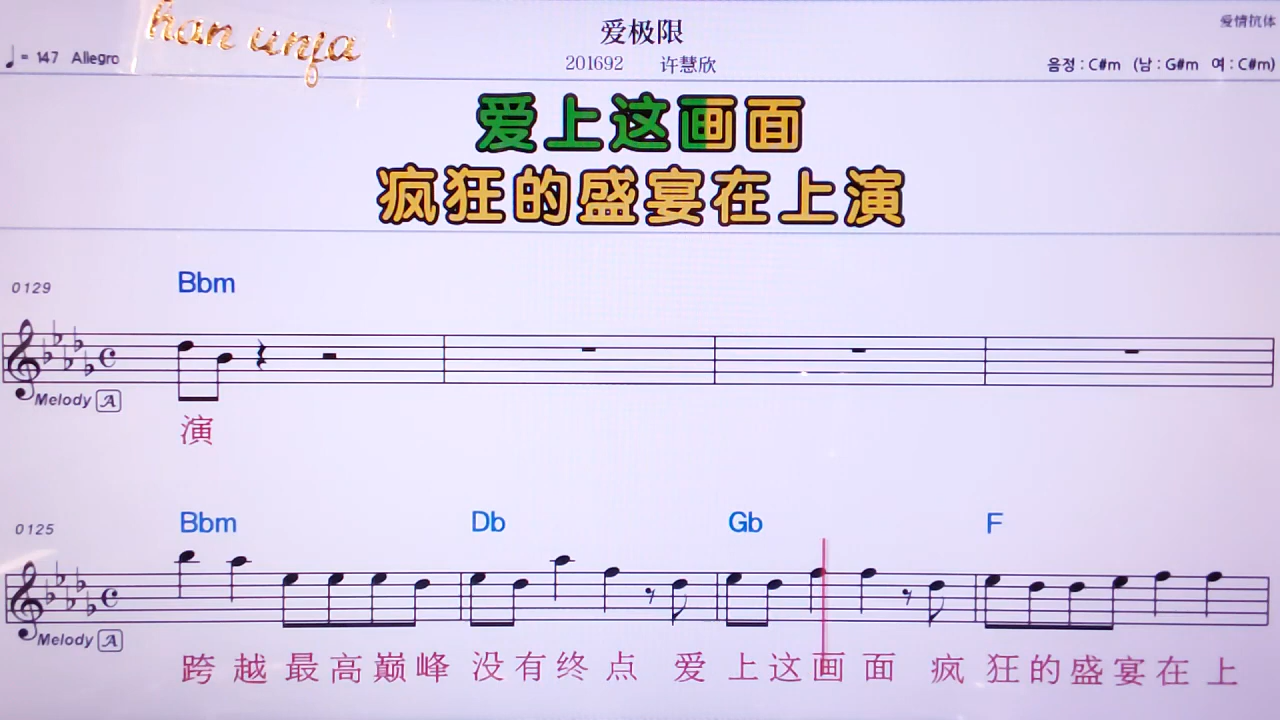 han unja
爱极限
爱情抗体
♩= 147 Allegro
201692 许慧欣
음정 : C#m (남 : G#m 여 : C#m)
爱上这画面
疯狂的盛宴在上演
0129
Bbm
Melody A
演
0125
Bbm Db Gb F
Melody A
跨越最高巅峰没有终点 爱上这画面 疯狂的盛宴在上